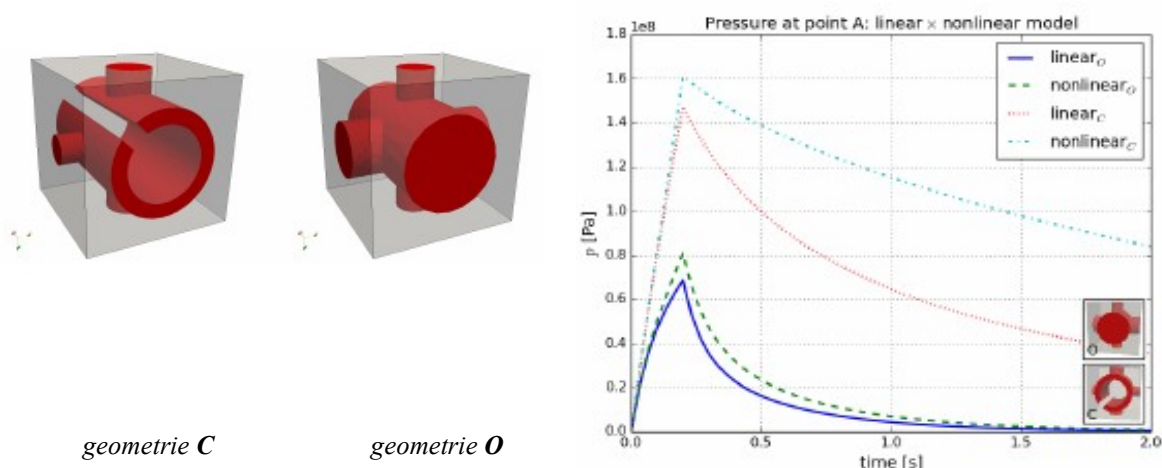 Pressure at point A: linear × nonlinear model
1e8
1.8
1.6
1.4
1.2
1.0
0.8
0.6
0.4
0.2
0.0
p [Pa]
linear_O
nonlinear_O
linear_C
nonlinear_C
O
C
0.0 0.5 1.0 1.5 2.0
time [s]
geometrie C
geometrie O